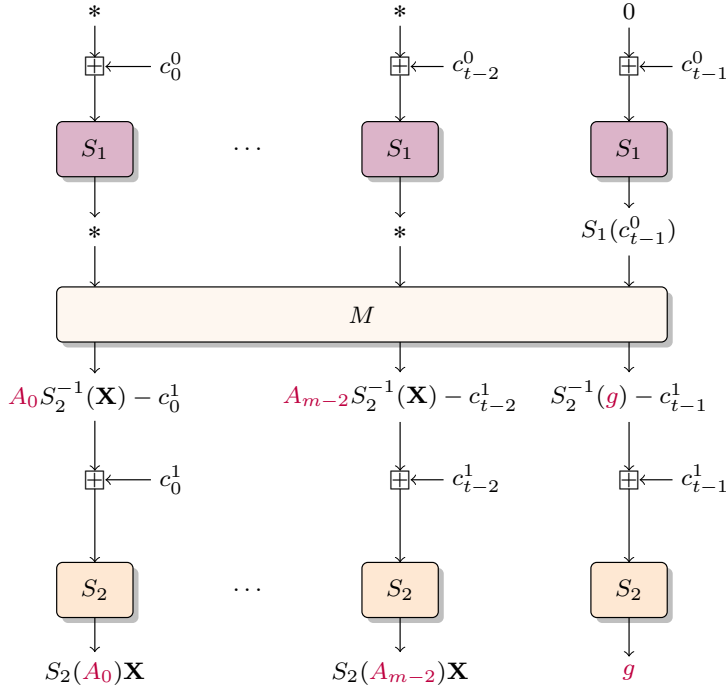 * * 0
c_0^0 c_{t−2}^0 c_{t−1}^0
S_1 ⋯ S_1 S_1
* * S_1(c_{t−1}^0)
M
A_0S_2^{−1}(X) − c_0^1 A_{m−2}S_2^{−1}(X) − c_{t−2}^1 S_2^{−1}(g) − c_{t−1}^1
c_0^1 c_{t−2}^1 c_{t−1}^1
S_2 ⋯ S_2 S_2
S_2(A_0)X S_2(A_{m−2})X g